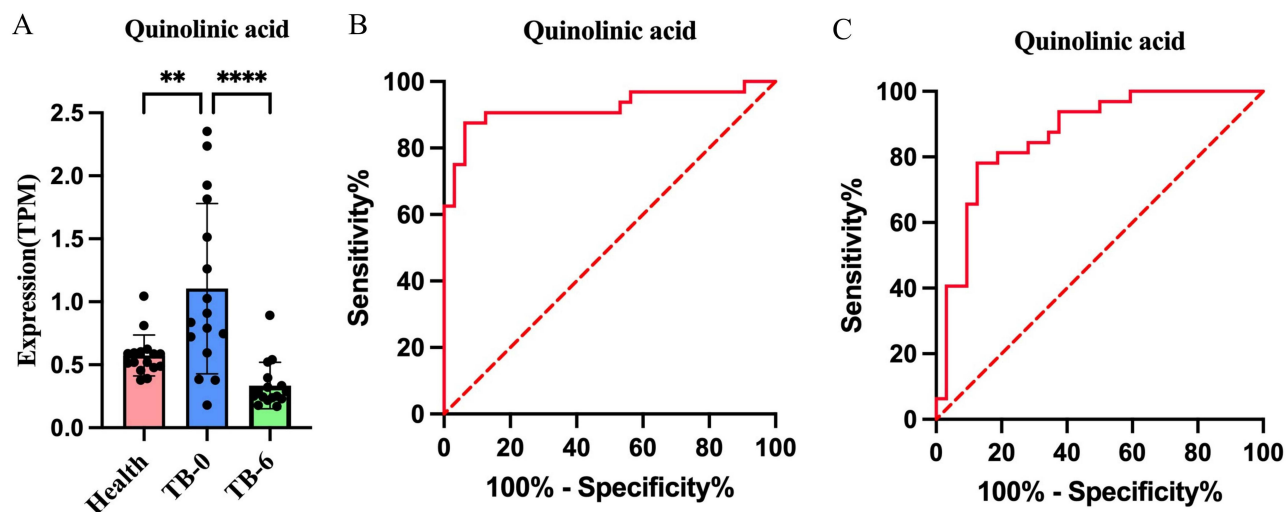 A
Quinolinic acid
** ****
Expression(TPM)
2.5
2.0
1.5
1.0
0.5
0.0
Health
TB-0
TB-6
B
Quinolinic acid
Sensitivity%
100
80
60
40
20
0
0 20 40 60 80 100
100% - Specificity%
C
Quinolinic acid
Sensitivity%
100
80
60
40
20
0
0 20 40 60 80 100
100% - Specificity%